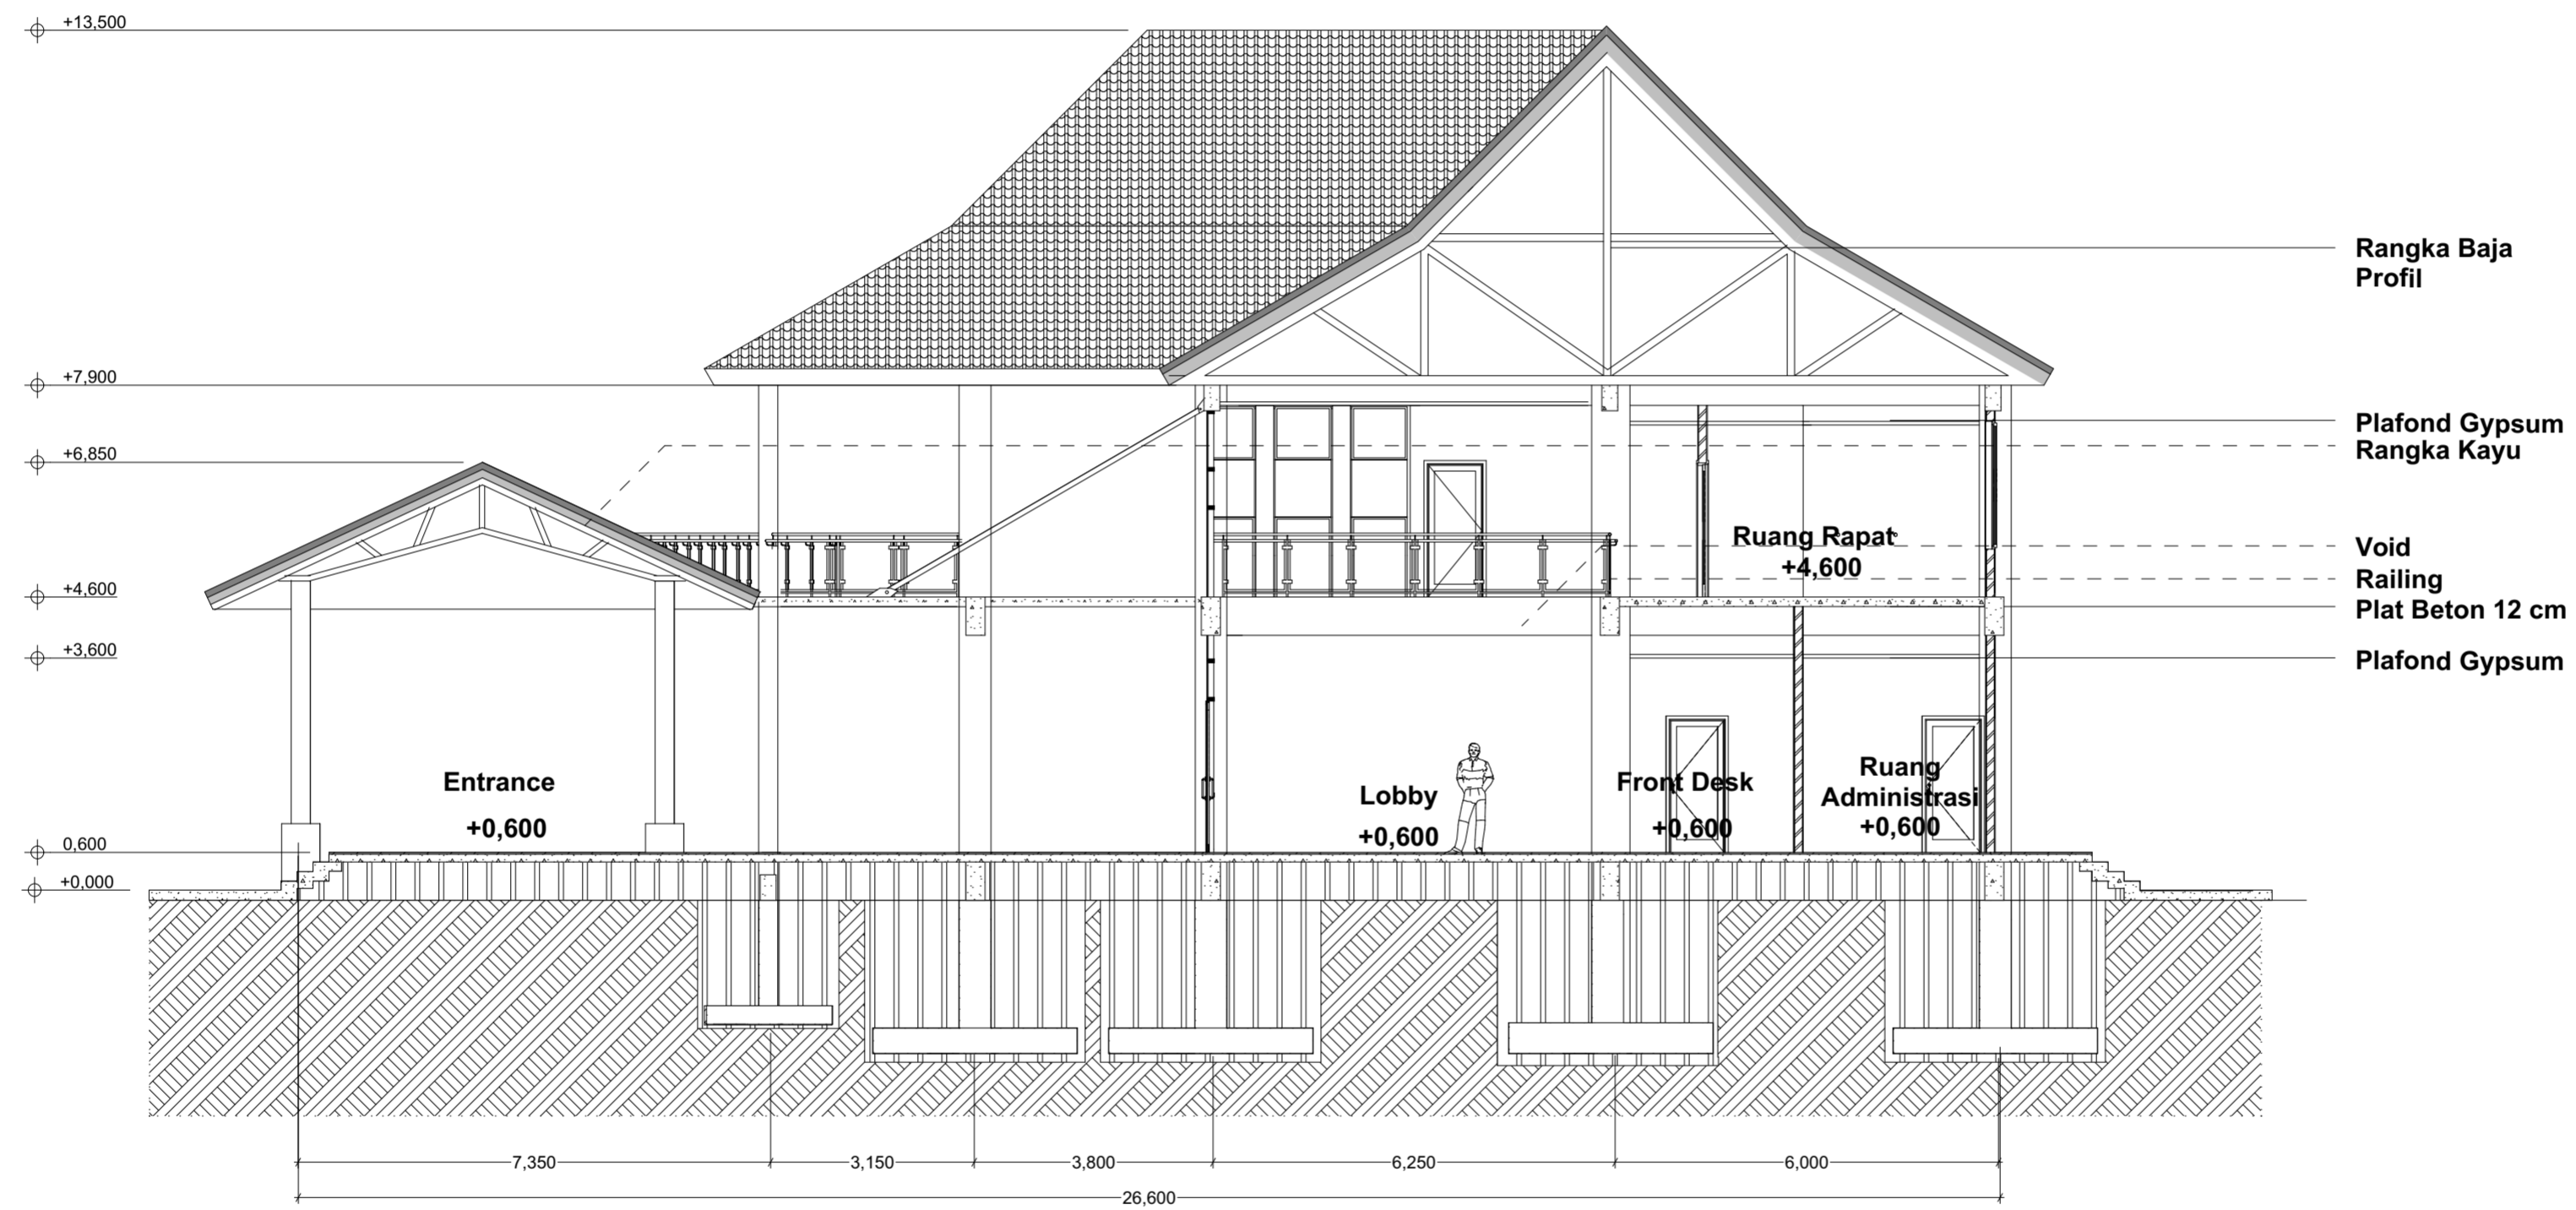 +13,500
Rangka Baja
Profil
+7,900
Plafond Gypsum
Rangka Kayu
+6,850
Ruang Rapat
+4,600
Void
Railing
+4,600
Plat Beton 12 cm
+3,600
Plafond Gypsum
Entrance
+0,600
Lobby
+0,600
Front Desk
+0,600
Ruang
Administrasi
+0,600
0,600
+0,000
7,350
3,150
3,800
6,250
6,000
26,600